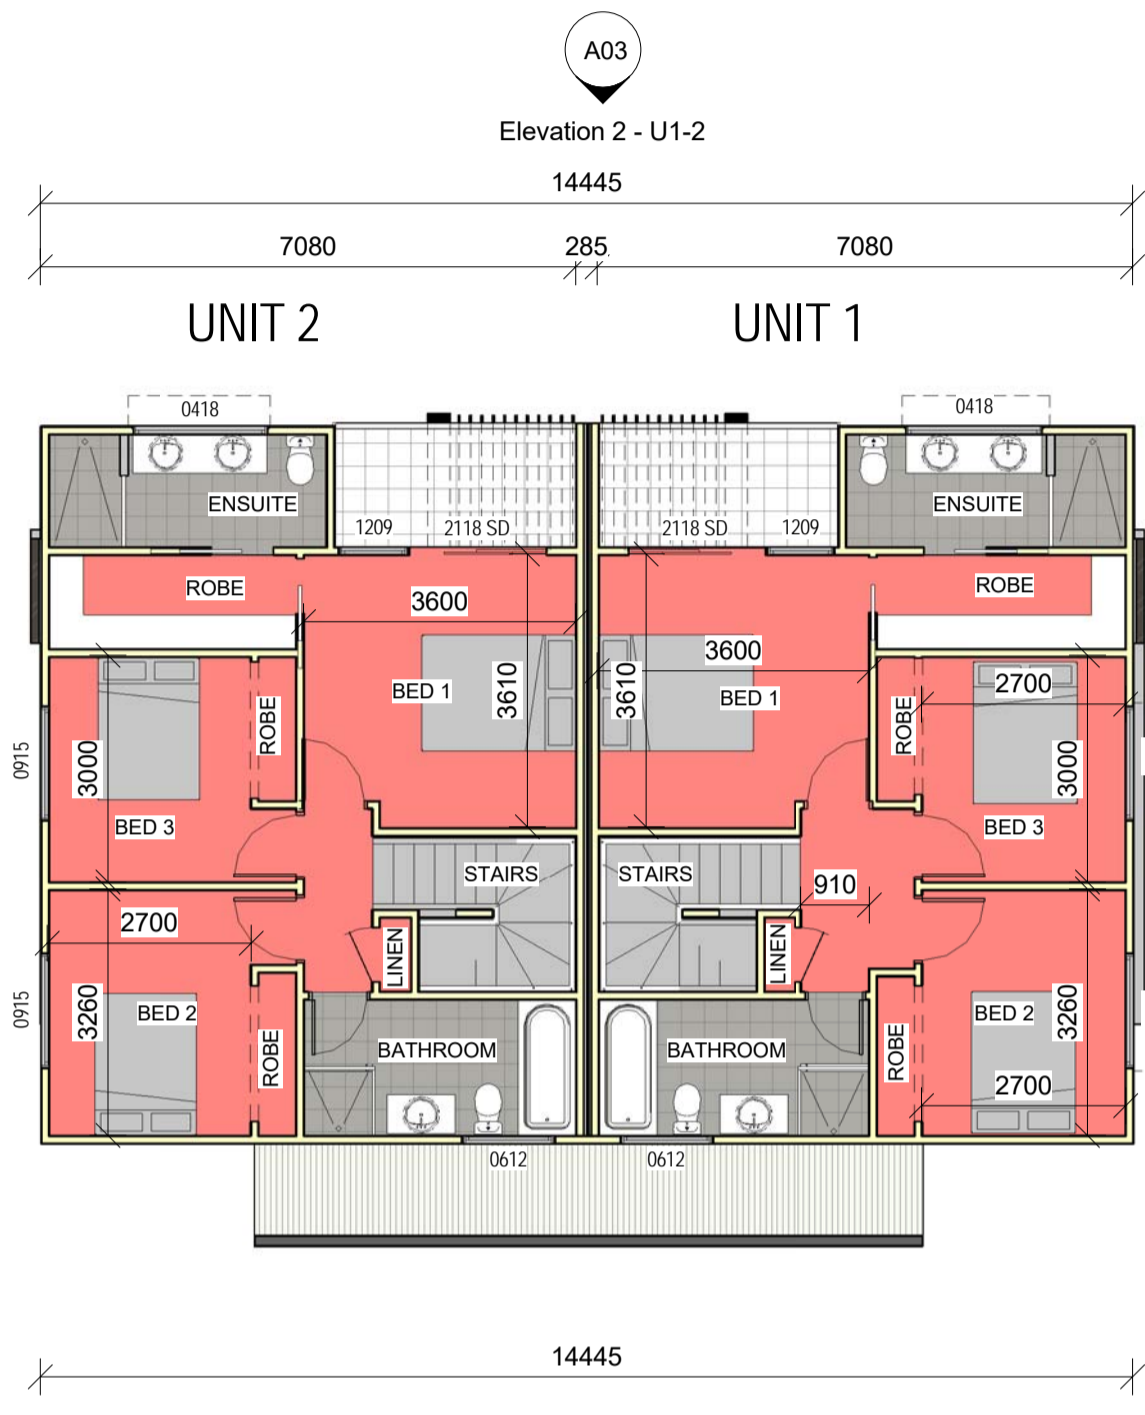 A03
Elevation 2 - U1-2
14445
7080 285 7080
UNIT 2 UNIT 1
0418 0418
ENSUITE ENSUITE
1209 2118 SD 2118 SD 1209
ROBE ROBE
3600
3600
BED 1 3610 3610 BED 1
2700
ROBE ROBE
0915 3000 3000
BED 3 BED 3
STAIRS STAIRS
910
2700
LINEN LINEN
0915 3260 BED 2 BED 2 3260
BATHROOM BATHROOM
ROBE ROBE
2700
0612 0612
14445